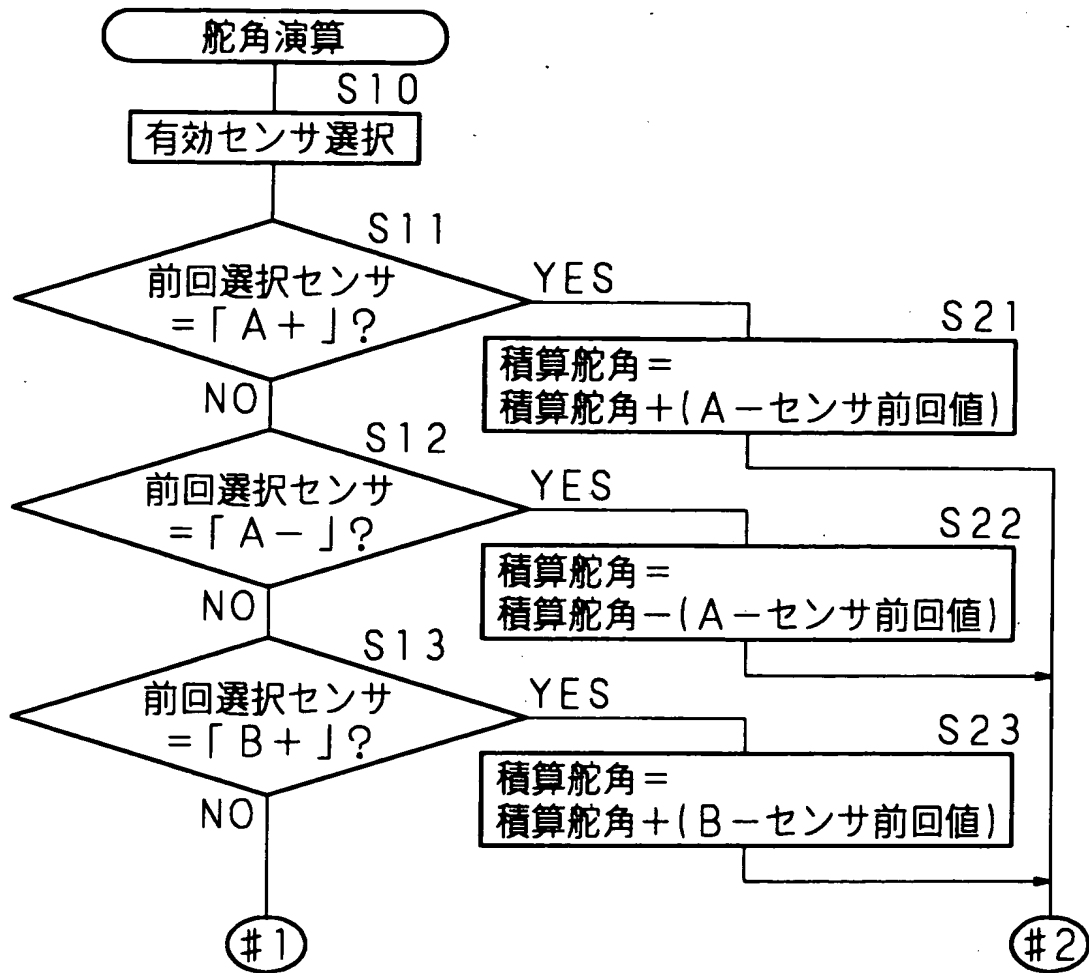 舵角演算
S10
有効センサ選択
S11
前回選択センサ
=「A+」?
YES
NO
S21
積算舵角=
積算舵角+(A-センサ前回値)
S12
前回選択センサ
=「A-」?
YES
NO
S22
積算舵角=
積算舵角-(A-センサ前回値)
S13
前回選択センサ
=「B+」?
YES
NO
S23
積算舵角=
積算舵角+(B-センサ前回値)
#1
#2